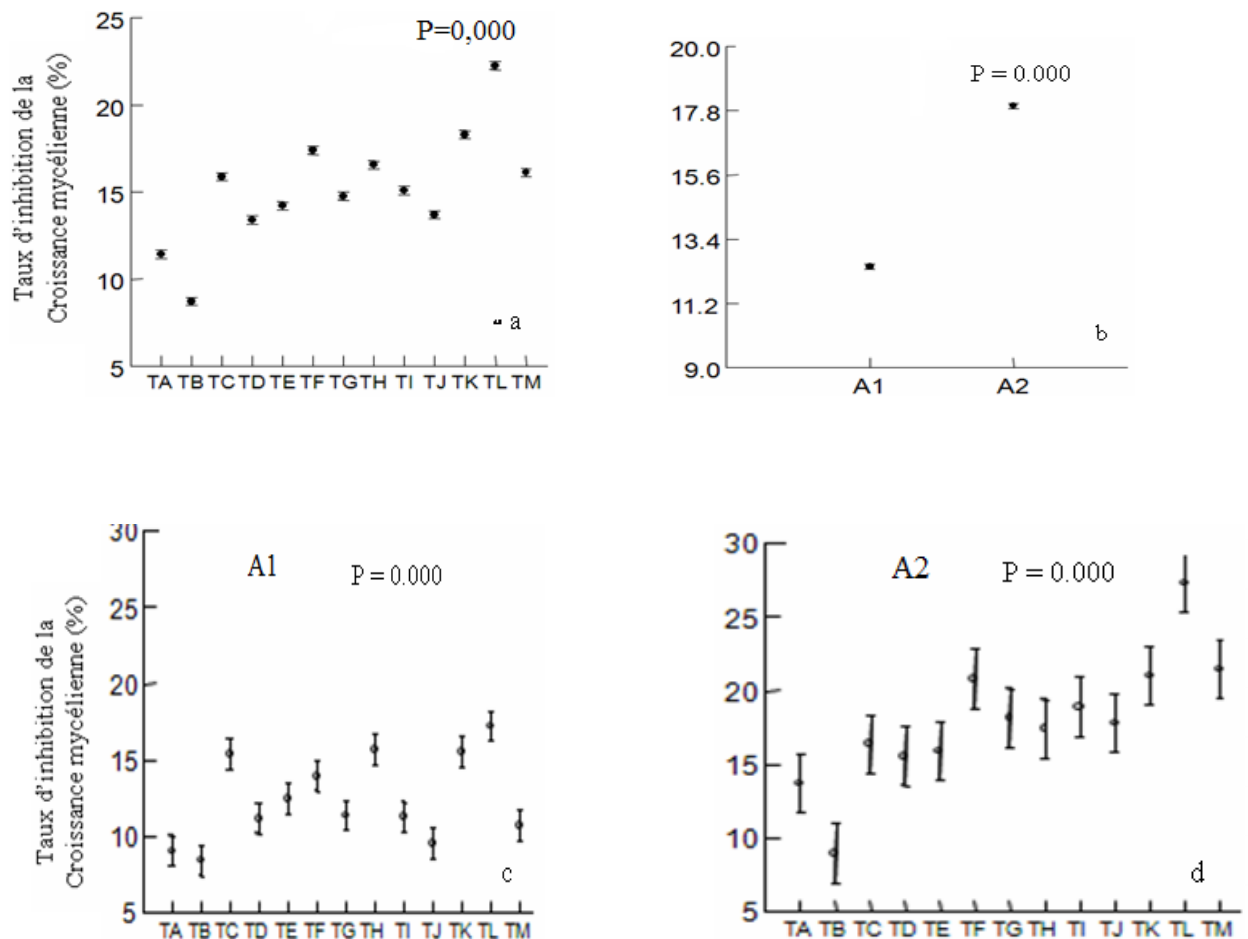 Taux d'inhibition de la
Croissance mycélienne (%)
25
20
15
10
5
P=0,000
a
TA TB TC TD TE TF TG TH TI TJ TK TL TM
20.0
17.8
15.6
13.4
11.2
9.0
P = 0.000
b
A1 A2
Taux d'inhibition de la
Croissance mycélienne (%)
30
25
20
15
10
5
A1 P = 0.000
c
TA TB TC TD TE TF TG TH TI TJ TK TL TM
30
25
20
15
10
5
A2 P = 0.000
d
TA TB TC TD TE TF TG TH TI TJ TK TL TM